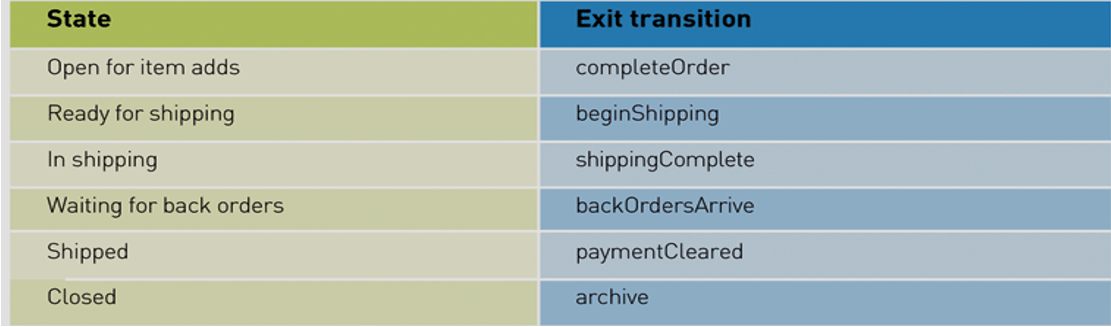 State Exit transition
Open for item adds completeOrder
Ready for shipping beginShipping
In shipping shippingComplete
Waiting for back orders backOrdersArrive
Shipped paymentCleared
Closed archive